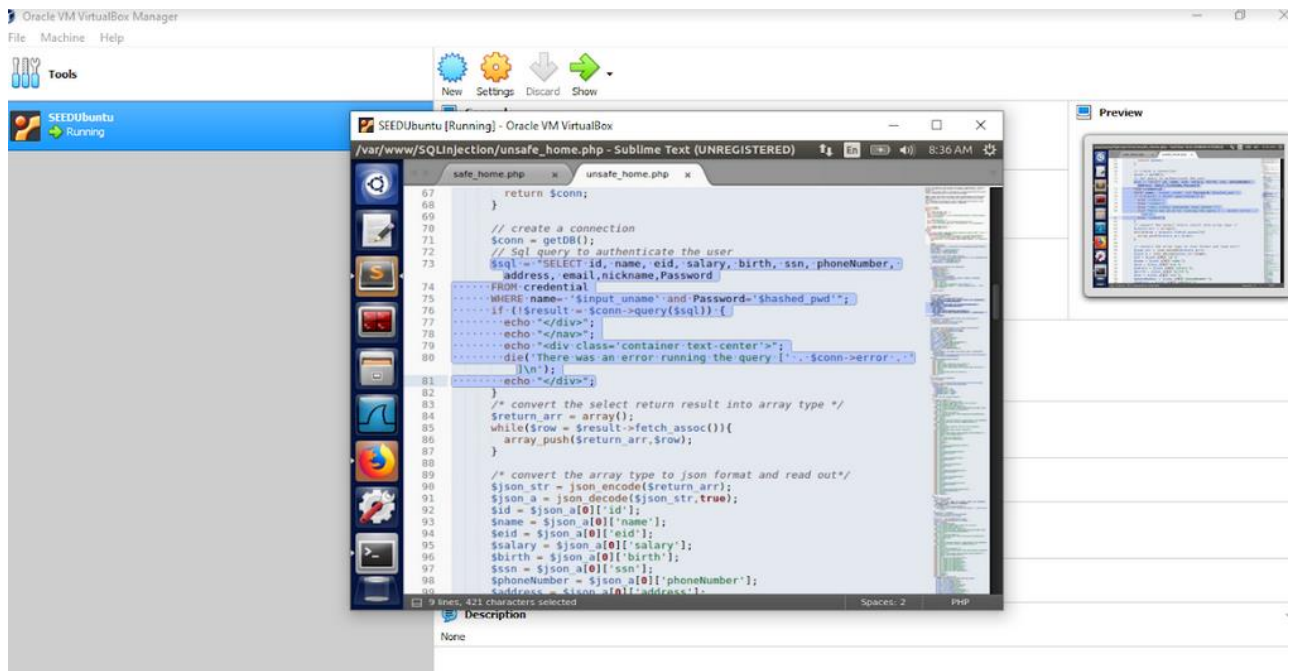 Oracle VM VirtualBox Manager
File Machine Help
Tools
New Settings Discard Show
SEEDUbuntu
Running
Preview
SEEDUbuntu [Running] - Oracle VM VirtualBox
/var/www/SQLInjection/unsafe_home.php - Sublime Text (UNREGISTERED) En 8:36 AM
safe_home.php x unsafe_home.php x
67 return $conn;
68 }
69
70 // create a connection
71 $conn = getDB();
72 // Sql query to authenticate the user
73 $sql = "SELECT id, name, eid, salary, birth, ssn, phoneNumber,
address, email,nickname,Password
74 FROM credential
75 WHERE name= '$input_uname' and Password='$hashed_pwd'";
76 if (!$result = $conn->query($sql)) {
77 echo "</div>";
78 echo "</nav>";
79 echo "<div class='container text-center'>";
80 die('There was an error running the query [' . $conn->error . '
]\n');
81 echo "</div>";
82 }
83 /* convert the select return result into array type */
84 $return_arr = array();
85 while($row = $result->fetch_assoc()){
86 array_push($return_arr,$row);
87 }
88
89 /* convert the array type to json format and read out*/
90 $json_str = json_encode($return_arr);
91 $json_a = json_decode($json_str,true);
92 $id = $json_a[0]['id'];
93 $name = $json_a[0]['name'];
94 $eid = $json_a[0]['eid'];
95 $salary = $json_a[0]['salary'];
96 $birth = $json_a[0]['birth'];
97 $ssn = $json_a[0]['ssn'];
98 $phoneNumber = $json_a[0]['phoneNumber'];
99 $address = $json_a[0]['address'];
9 lines, 421 characters selected Spaces: 2 PHP
Description
None